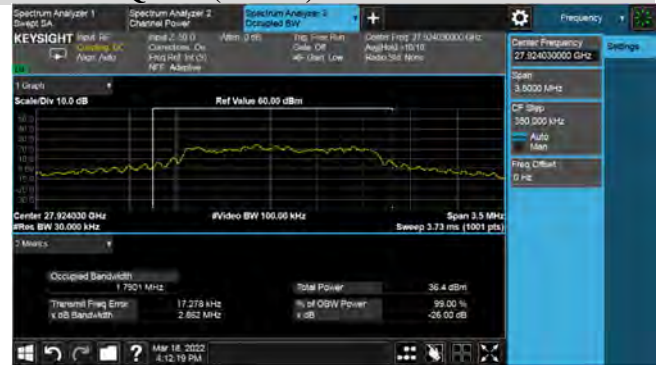 Spectrum Analyzer 1
Swept SA
Spectrum Analyzer 2
Channel Power
Spectrum Analyzer 3
Occupied BW
Frequency
KEYSIGHT Input: RF
Coupling: DC
Align: Auto
Input Z: 50 Ω
Corrections: On
Freq Ref: Int (S)
NFE: Adaptive
Atten: 0 dB
Trig: Free Run
Gate: Off
#IF Gain: Low
Center Freq: 27.924030000 GHz
Avg|Hold: >10/10
Radio Std: None
1 Graph
Scale/Div 10.0 dB
Ref Value 60.00 dBm
Center 27.924030 GHz
#Res BW 30.000 kHz
#Video BW 100.00 kHz
Span 3.5 MHz
Sweep 3.73 ms (1001 pts)
2 Metrics
Occupied Bandwidth
1.7901 MHz
Total Power
36.4 dBm
Transmit Freq Error
17.278 kHz
% of OBW Power
99.00 %
x dB Bandwidth
2.862 MHz
x dB
-26.00 dB
Mar 18, 2022
4:12:19 PM
Center Frequency
27.924030000 GHz
Settings
Span
3.5000 MHz
CF Step
350.000 kHz
Auto
Man
Freq Offset
0 Hz